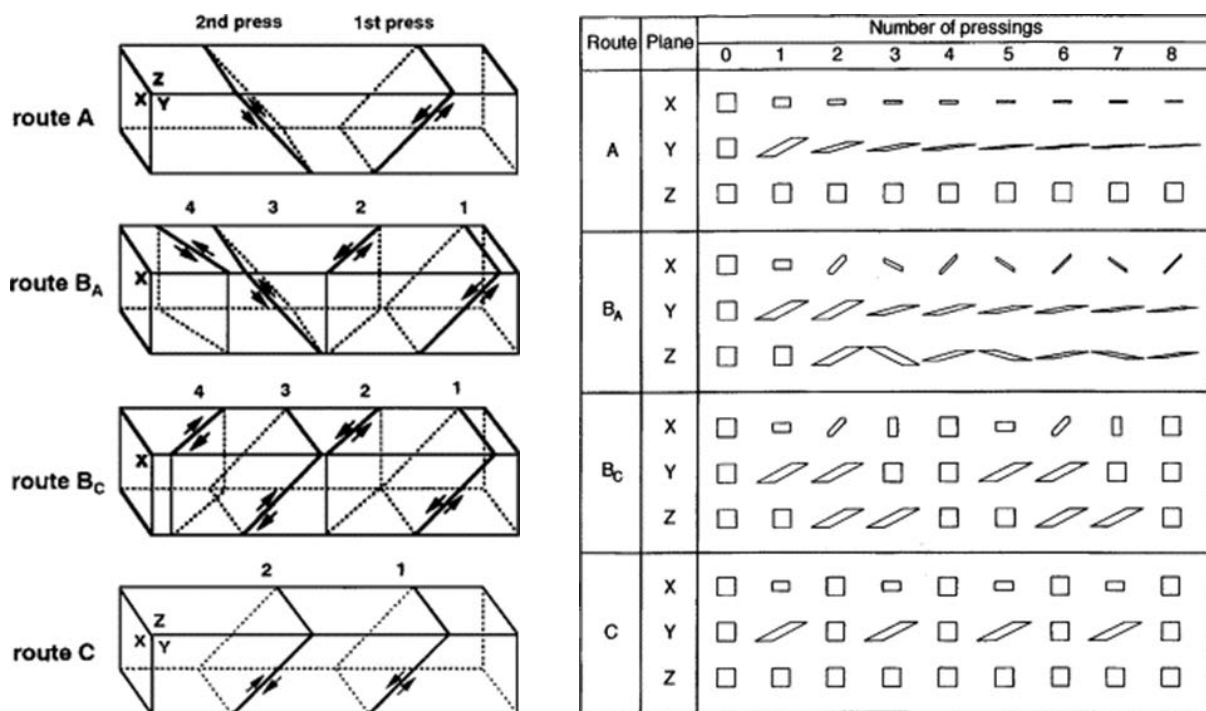 2nd press 1st press
Z
X Y
route A
4 3 2 1
X
route BA
4 3 2 1
X
route BC
2 1
Z
X Y
route C
Route Plane Number of pressings
0 1 2 3 4 5 6 7 8
X
A Y
Z
X
BA Y
Z
X
BC Y
Z
X
C Y
Z